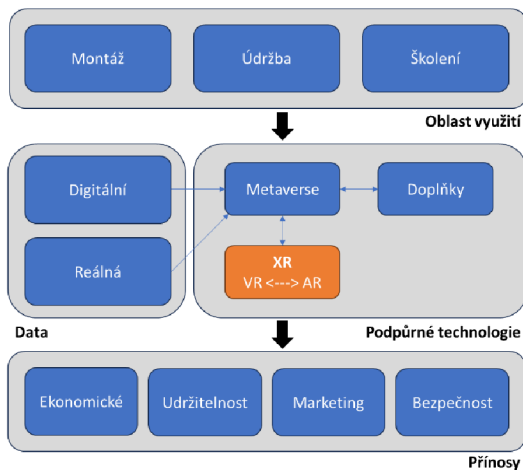 Montáž
Údržba
Školení
Oblast využití
Digitální
Metaverse
Doplňky
Reálná
XR
VR <---> AR
Data
Podpůrné technologie
Ekonomické
Udržitelnost
Marketing
Bezpečnost
Přínosy